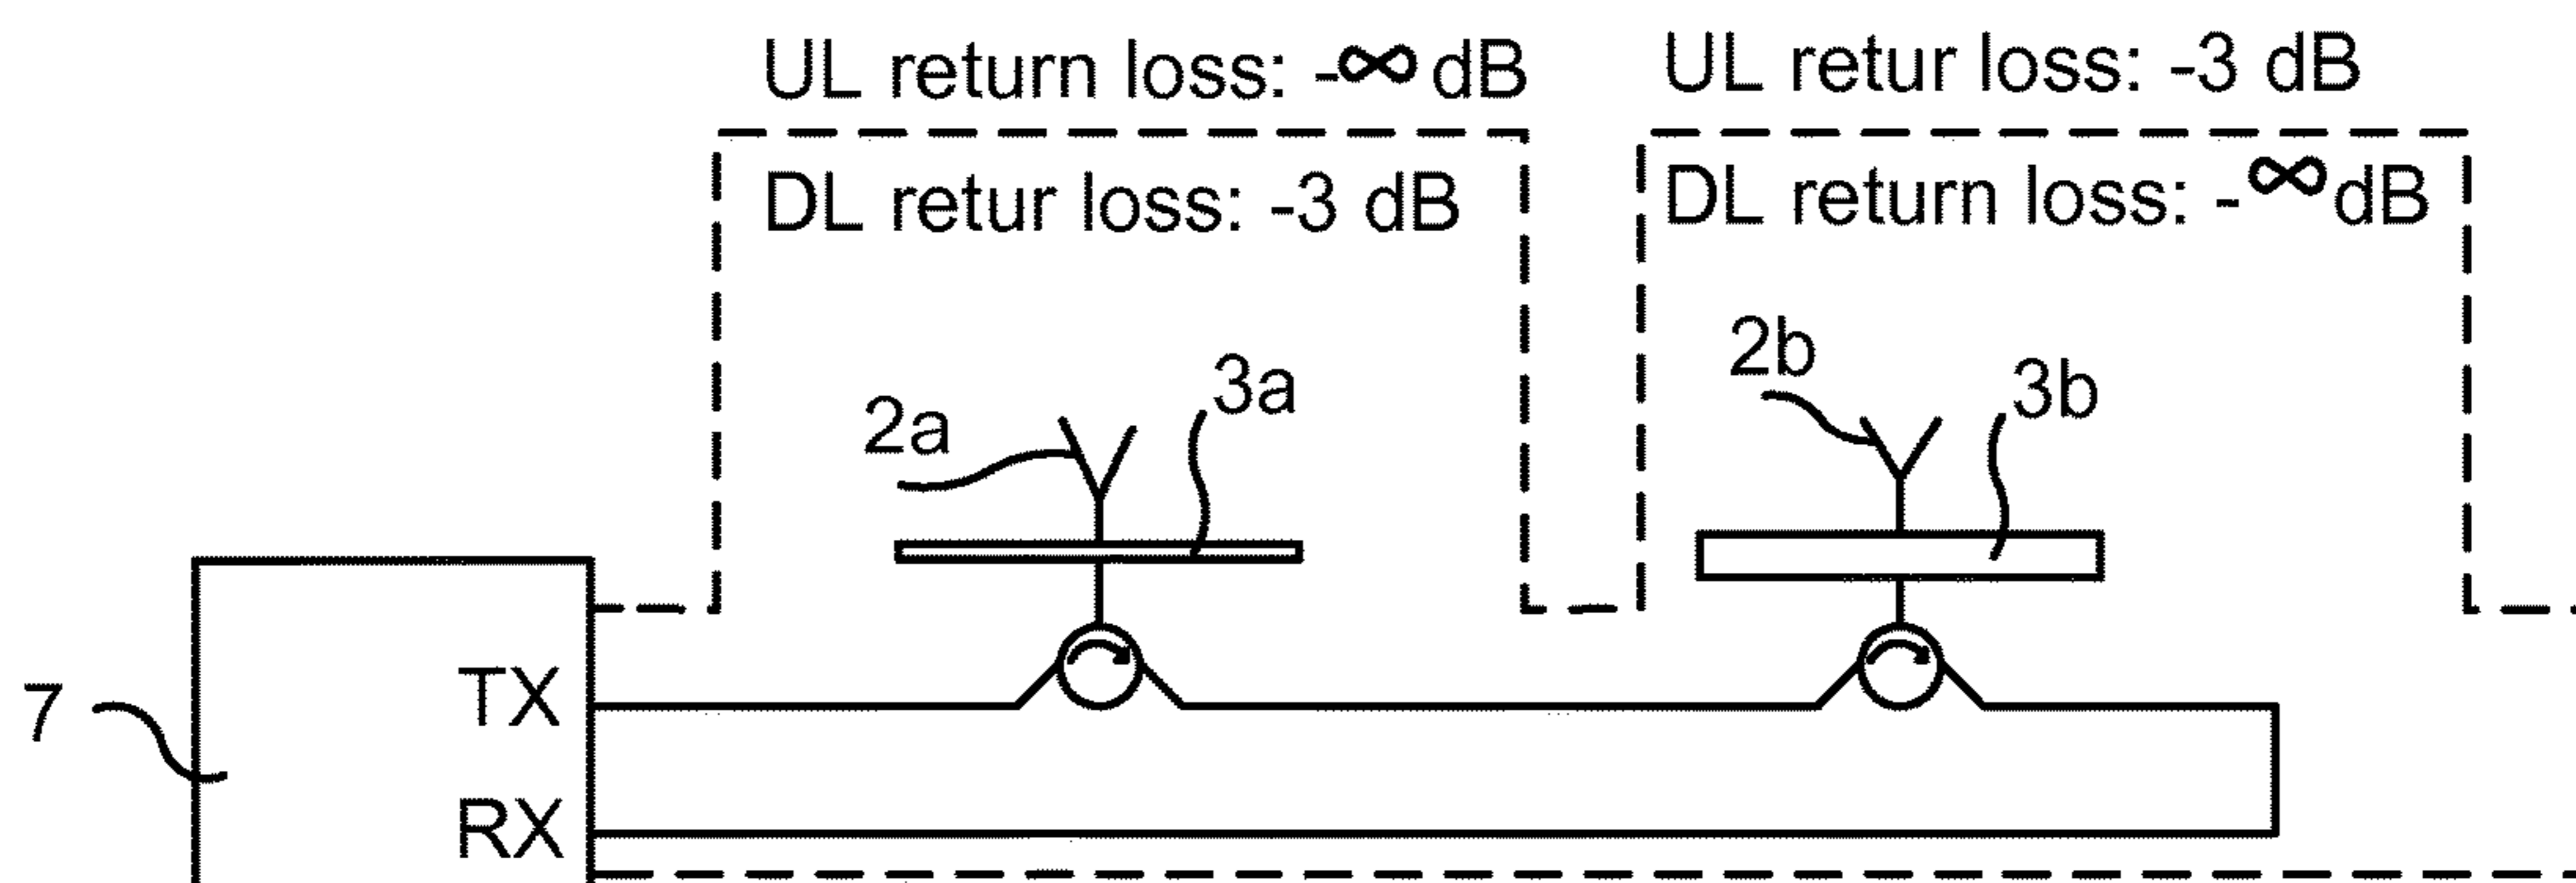 UL return loss: -∞ dB
UL retur loss: -3 dB
DL retur loss: -3 dB
DL return loss: -∞ dB
2a
3a
2b
3b
7
TX
RX